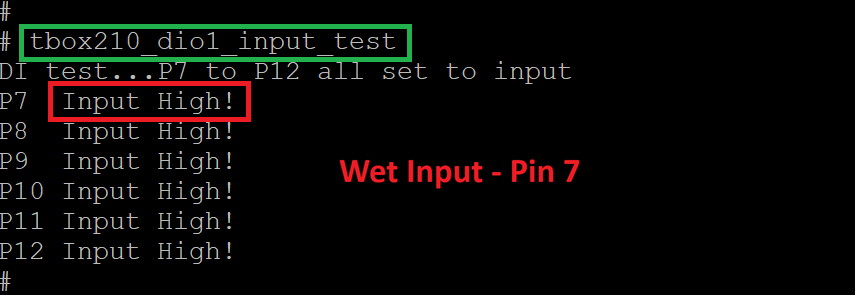 #
# tbox210_dio1_input_test
DI test...P7 to P12 all set to input
P7  Input High!
P8  Input High!
P9  Input High!
P10 Input High!
P11 Input High!
P12 Input High!
#
Wet Input - Pin 7